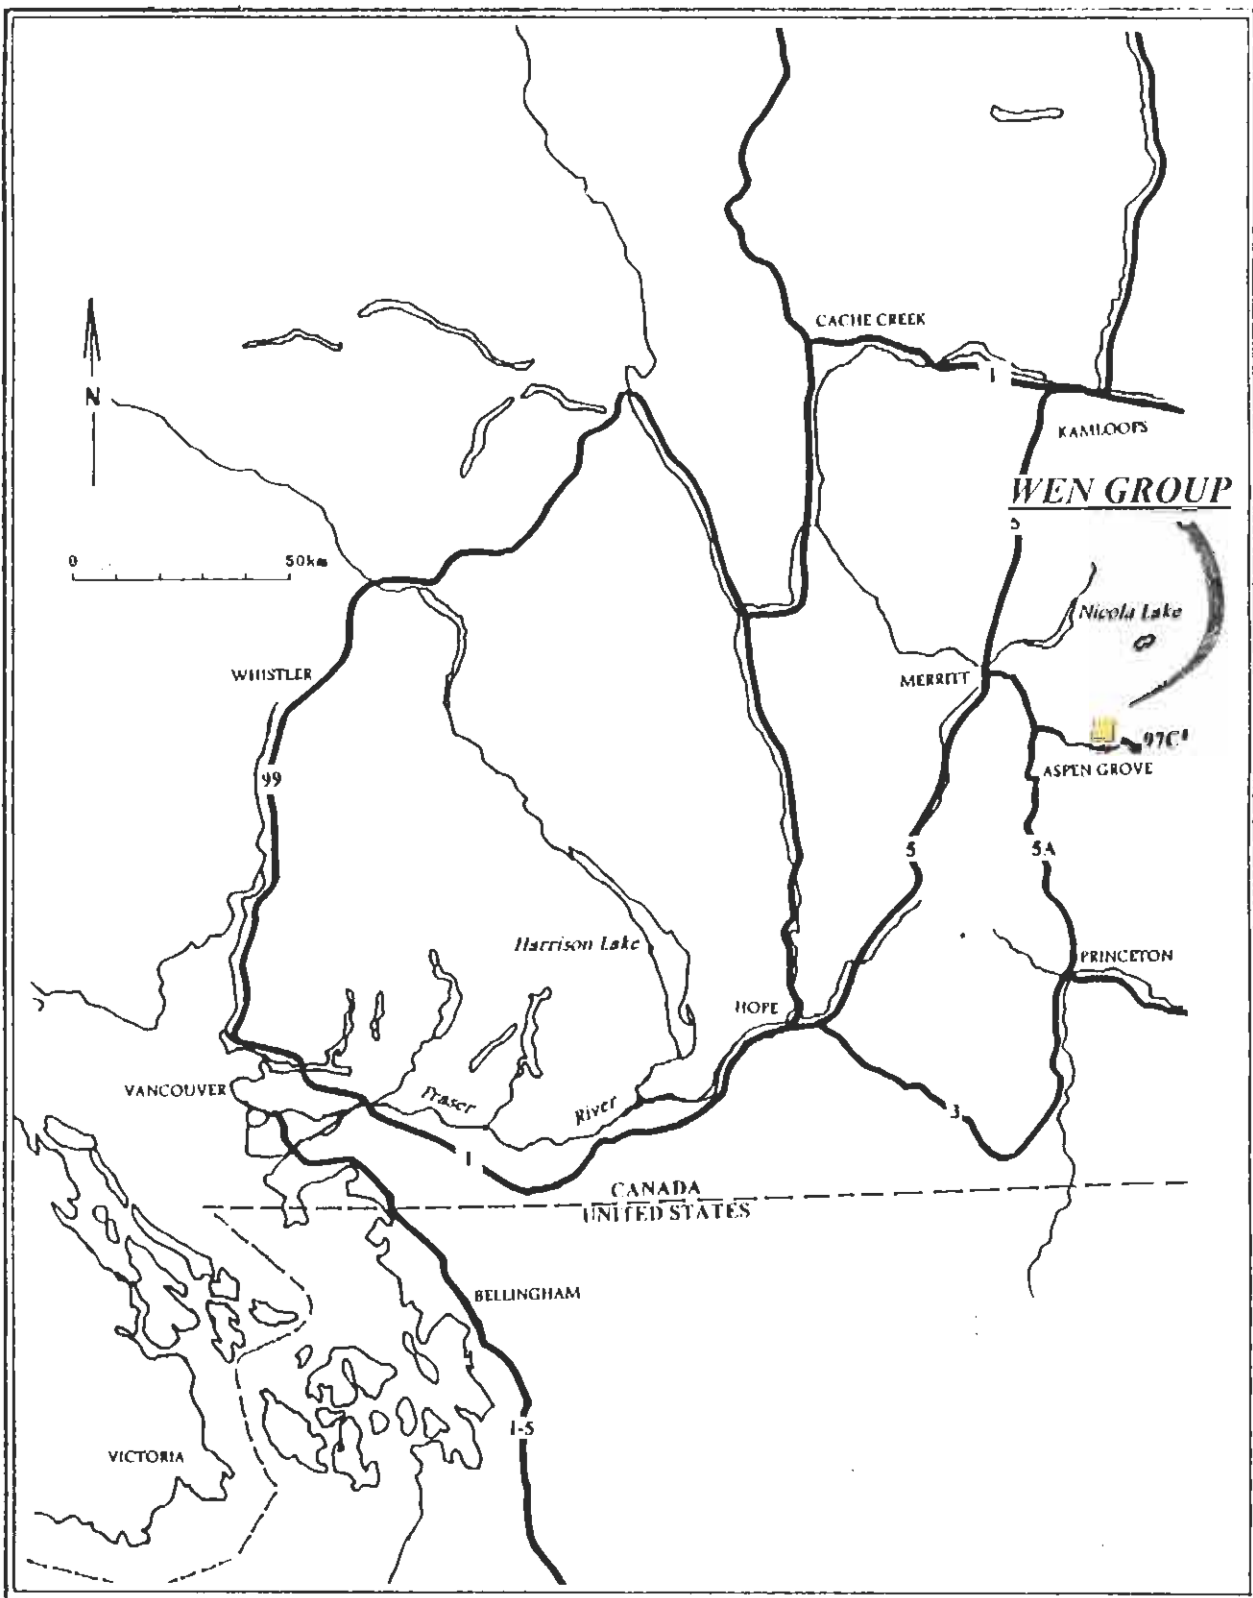 CACHE CREEK
N
1
KAMLOOPS
WEN GROUP
5
0 50km
Nicola Lake
WHISTLER
MERRITT
97C
99
ASPEN GROVE
5
5A
Harrison Lake
PRINCETON
HOPE
VANCOUVER
Fraser
River
3
1
CANADA
UNITED STATES
BELLINGHAM
I-5
VICTORIA